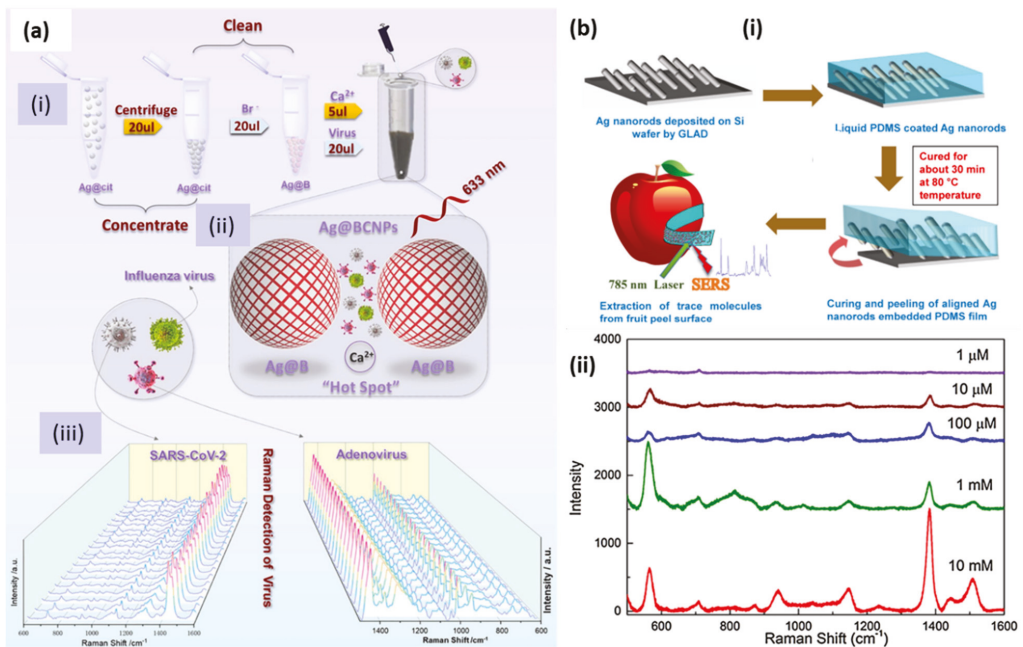 (a)
Clean
(i)
Centrifuge
20ul
Br⁻
20ul
Ca²⁺
5ul
Virus
20ul
Ag@cit
Ag@cit
Ag@B
Concentrate
(ii)
633 nm
Ag@BCNPs
Influenza virus
Ag@B
Ca²⁺
Ag@B
“Hot Spot”
(iii)
SARS-CoV-2
Raman Detection of Virus
Adenovirus
Intensity /a.u.
600 800 1000 1200 1400 1600
Raman Shift /cm⁻¹
Intensity / a.u.
1400 1200 1000 800 600
Raman Shift/cm⁻¹
(b)
(i)
Ag nanorods deposited on Si
wafer by GLAD
Liquid PDMS coated Ag nanorods
Cured for
about 30 min
at 80 °C
temperature
785 nm Laser
SERS
Extraction of trace molecules
from fruit peel surface
Curing and peeling of aligned Ag
nanorods embedded PDMS film
(ii)
4000
3000
2000
1000
0
Intensity
1 μM
10 μM
100 μM
1 mM
10 mM
600 800 1000 1200 1400 1600
Raman Shift (cm⁻¹)